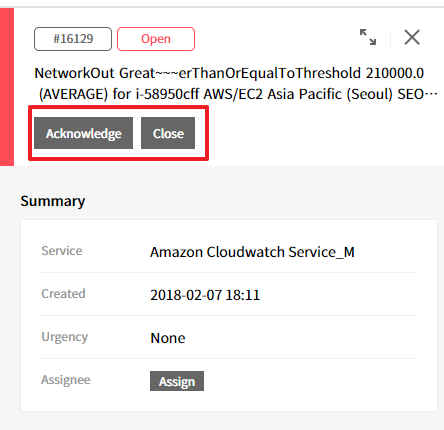 #16129 Open
NetworkOut Great~~~erThanOrEqualToThreshold 210000.0
(AVERAGE) for i-58950cff AWS/EC2 Asia Pacific (Seoul) SEO···
Acknowledge Close
Summary
Service Amazon Cloudwatch Service_M
Created 2018-02-07 18:11
Urgency None
Assignee Assign